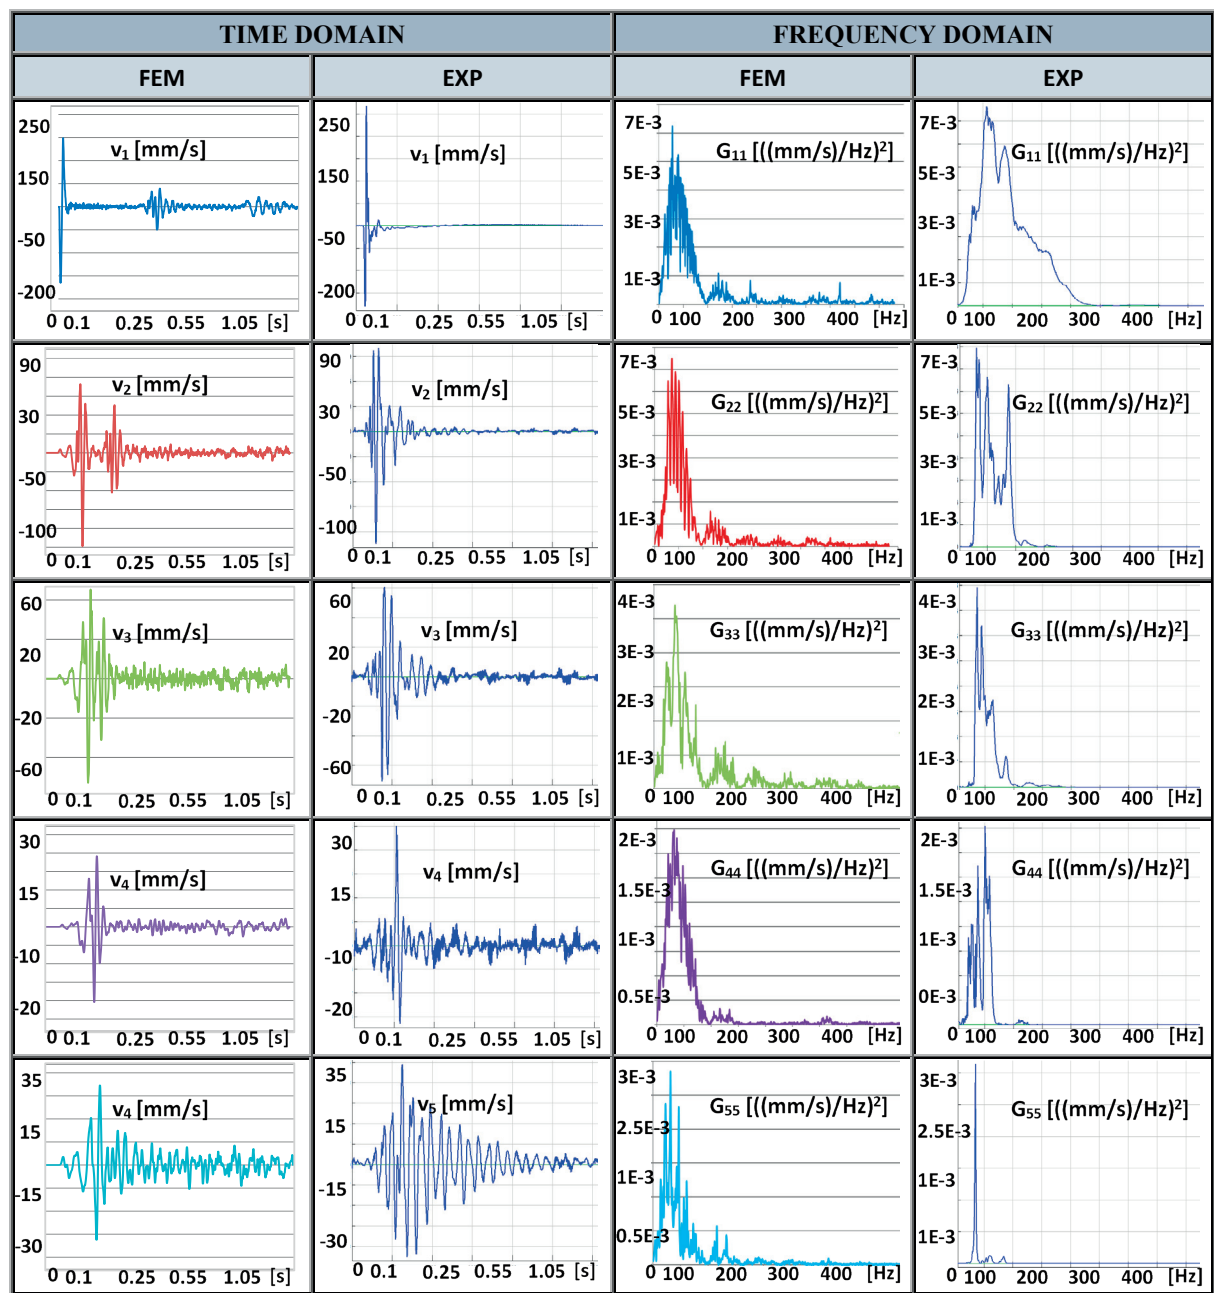 TIME DOMAIN FREQUENCY DOMAIN
FEM EXP FEM EXP
250
150
-50
-200
v₁ [mm/s]
0 0.1 0.25 0.55 1.05 [s]
250
150
-50
-200
v₁ [mm/s]
0 0.1 0.25 0.55 1.05 [s]
7E-3
5E-3
3E-3
1E-3
G₁₁ [((mm/s)/Hz)²]
0 100 200 300 400 [Hz]
7E-3
5E-3
3E-3
1E-3
G₁₁ [((mm/s)/Hz)²]
0 100 200 300 400 [Hz]
90
30
-50
-100
v₂ [mm/s]
0 0.1 0.25 0.55 1.05 [s]
90
30
-50
-100
v₂ [mm/s]
0 0.1 0.25 0.55 1.05 [s]
7E-3
5E-3
3E-3
1E-3
G₂₂ [((mm/s)/Hz)²]
0 100 200 300 400 [Hz]
7E-3
5E-3
3E-3
1E-3
G₂₂ [((mm/s)/Hz)²]
0 100 200 300 400 [Hz]
60
20
-20
-60
v₃ [mm/s]
0 0.1 0.25 0.55 1.05 [s]
60
20
-20
-60
v₃ [mm/s]
0 0.1 0.25 0.55 1.05 [s]
4E-3
3E-3
2E-3
1E-3
G₃₃ [((mm/s)/Hz)²]
0 100 200 300 400 [Hz]
4E-3
3E-3
2E-3
1E-3
G₃₃ [((mm/s)/Hz)²]
0 100 200 300 400 [Hz]
30
15
-10
-20
v₄ [mm/s]
0 0.1 0.25 0.55 1.05 [s]
30
15
-10
-20
v₄ [mm/s]
0 0.1 0.25 0.55 1.05 [s]
2E-3
1.5E-3
1E-3
0.5E-3
G₄₄ [((mm/s)/Hz)²]
0 100 200 300 400 [Hz]
2E-3
1.5E-3
1E-3
0E-3
G₄₄ [((mm/s)/Hz)²]
0 100 200 300 400 [Hz]
35
15
-15
-30
v₄ [mm/s]
0 0.1 0.25 0.55 1.05 [s]
35
15
-15
-30
v₅ [mm/s]
0 0.1 0.25 0.55 1.05 [s]
3E-3
2.5E-3
1E-3
0.5E-3
G₅₅ [((mm/s)/Hz)²]
0 100 200 300 400 [Hz]
3E-3
2.5E-3
1E-3
1E-3
G₅₅ [((mm/s)/Hz)²]
0 100 200 300 400 [Hz]